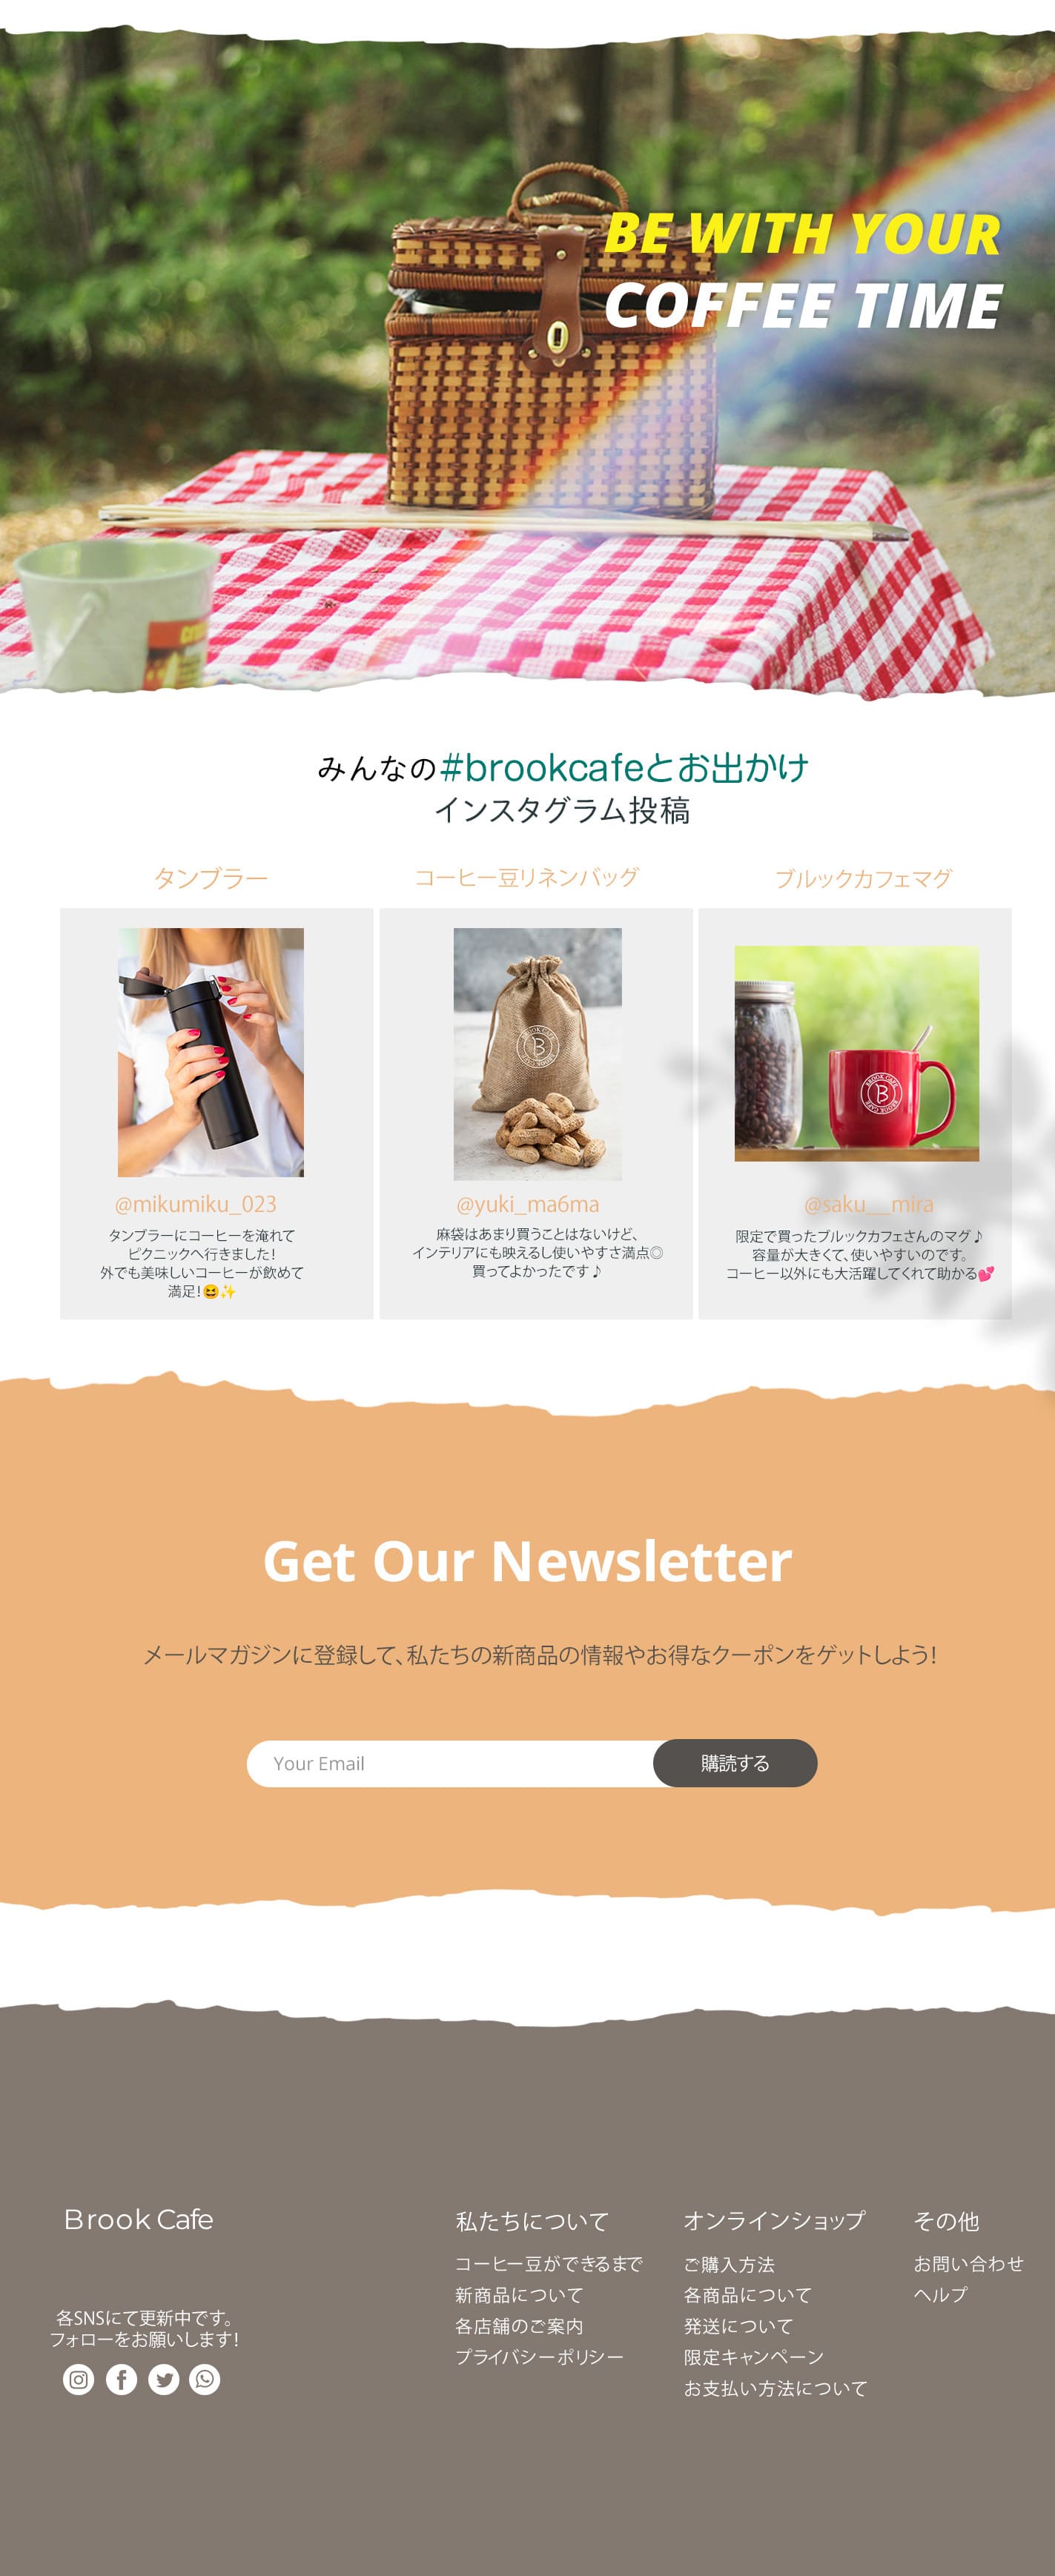 BE WITH YOUR
COFFEE TIME
みんなの#brookcafeとお出かけ
インスタグラム投稿
タンブラー
コーヒー豆リネンバッグ
ブルックカフェマグ
BROOK CAFE
B
BROOK CAFE
B
BROOK CAFE
@mikumiku_023
タンブラーにコーヒーを淹れて
ピクニックへ行きました!
外でも美味しいコーヒーが飲めて
満足!😆✨
@yuki_ma6ma
麻袋はあまり買うことはないけど、
インテリアにも映えるし使いやすさ満点◎
買ってよかったです♪
@saku__mira
限定で買ったブルックカフェさんのマグ♪
容量が大きくて、使いやすいのです。
コーヒー以外にも大活躍してくれて助かる💕
Get Our Newsletter
メールマガジンに登録して、私たちの新商品の情報やお得なクーポンをゲットしよう!
Your Email
購読する
Brook Cafe
各SNSにて更新中です。
フォローをお願いします!
私たちについて
コーヒー豆ができるまで
新商品について
各店舗のご案内
プライバシーポリシー
オンラインショップ
ご購入方法
各商品について
発送について
限定キャンペーン
お支払い方法について
その他
お問い合わせ
ヘルプ